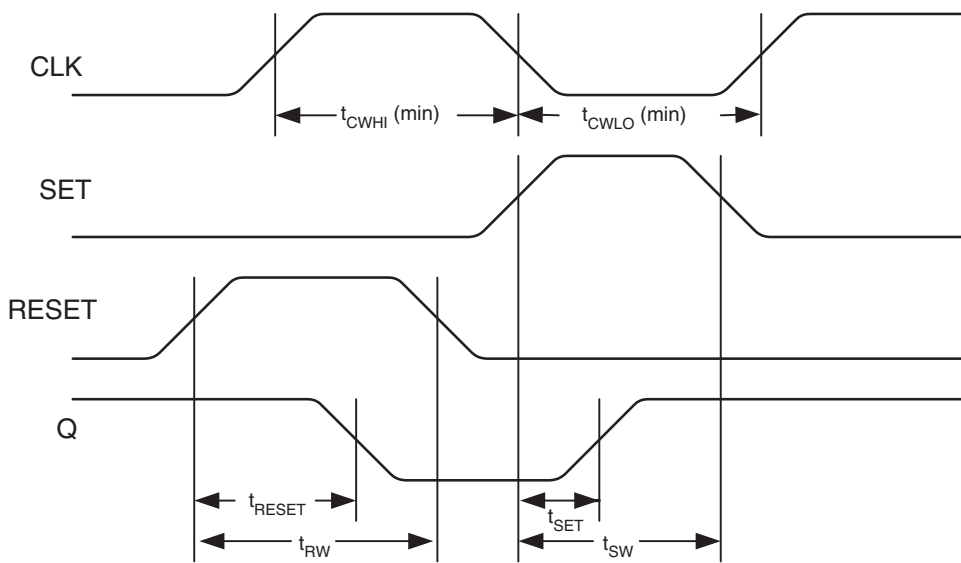 CLK
t_CWHI (min)
t_CWLO (min)
SET
RESET
Q
t_RESET
t_SET
t_RW
t_SW